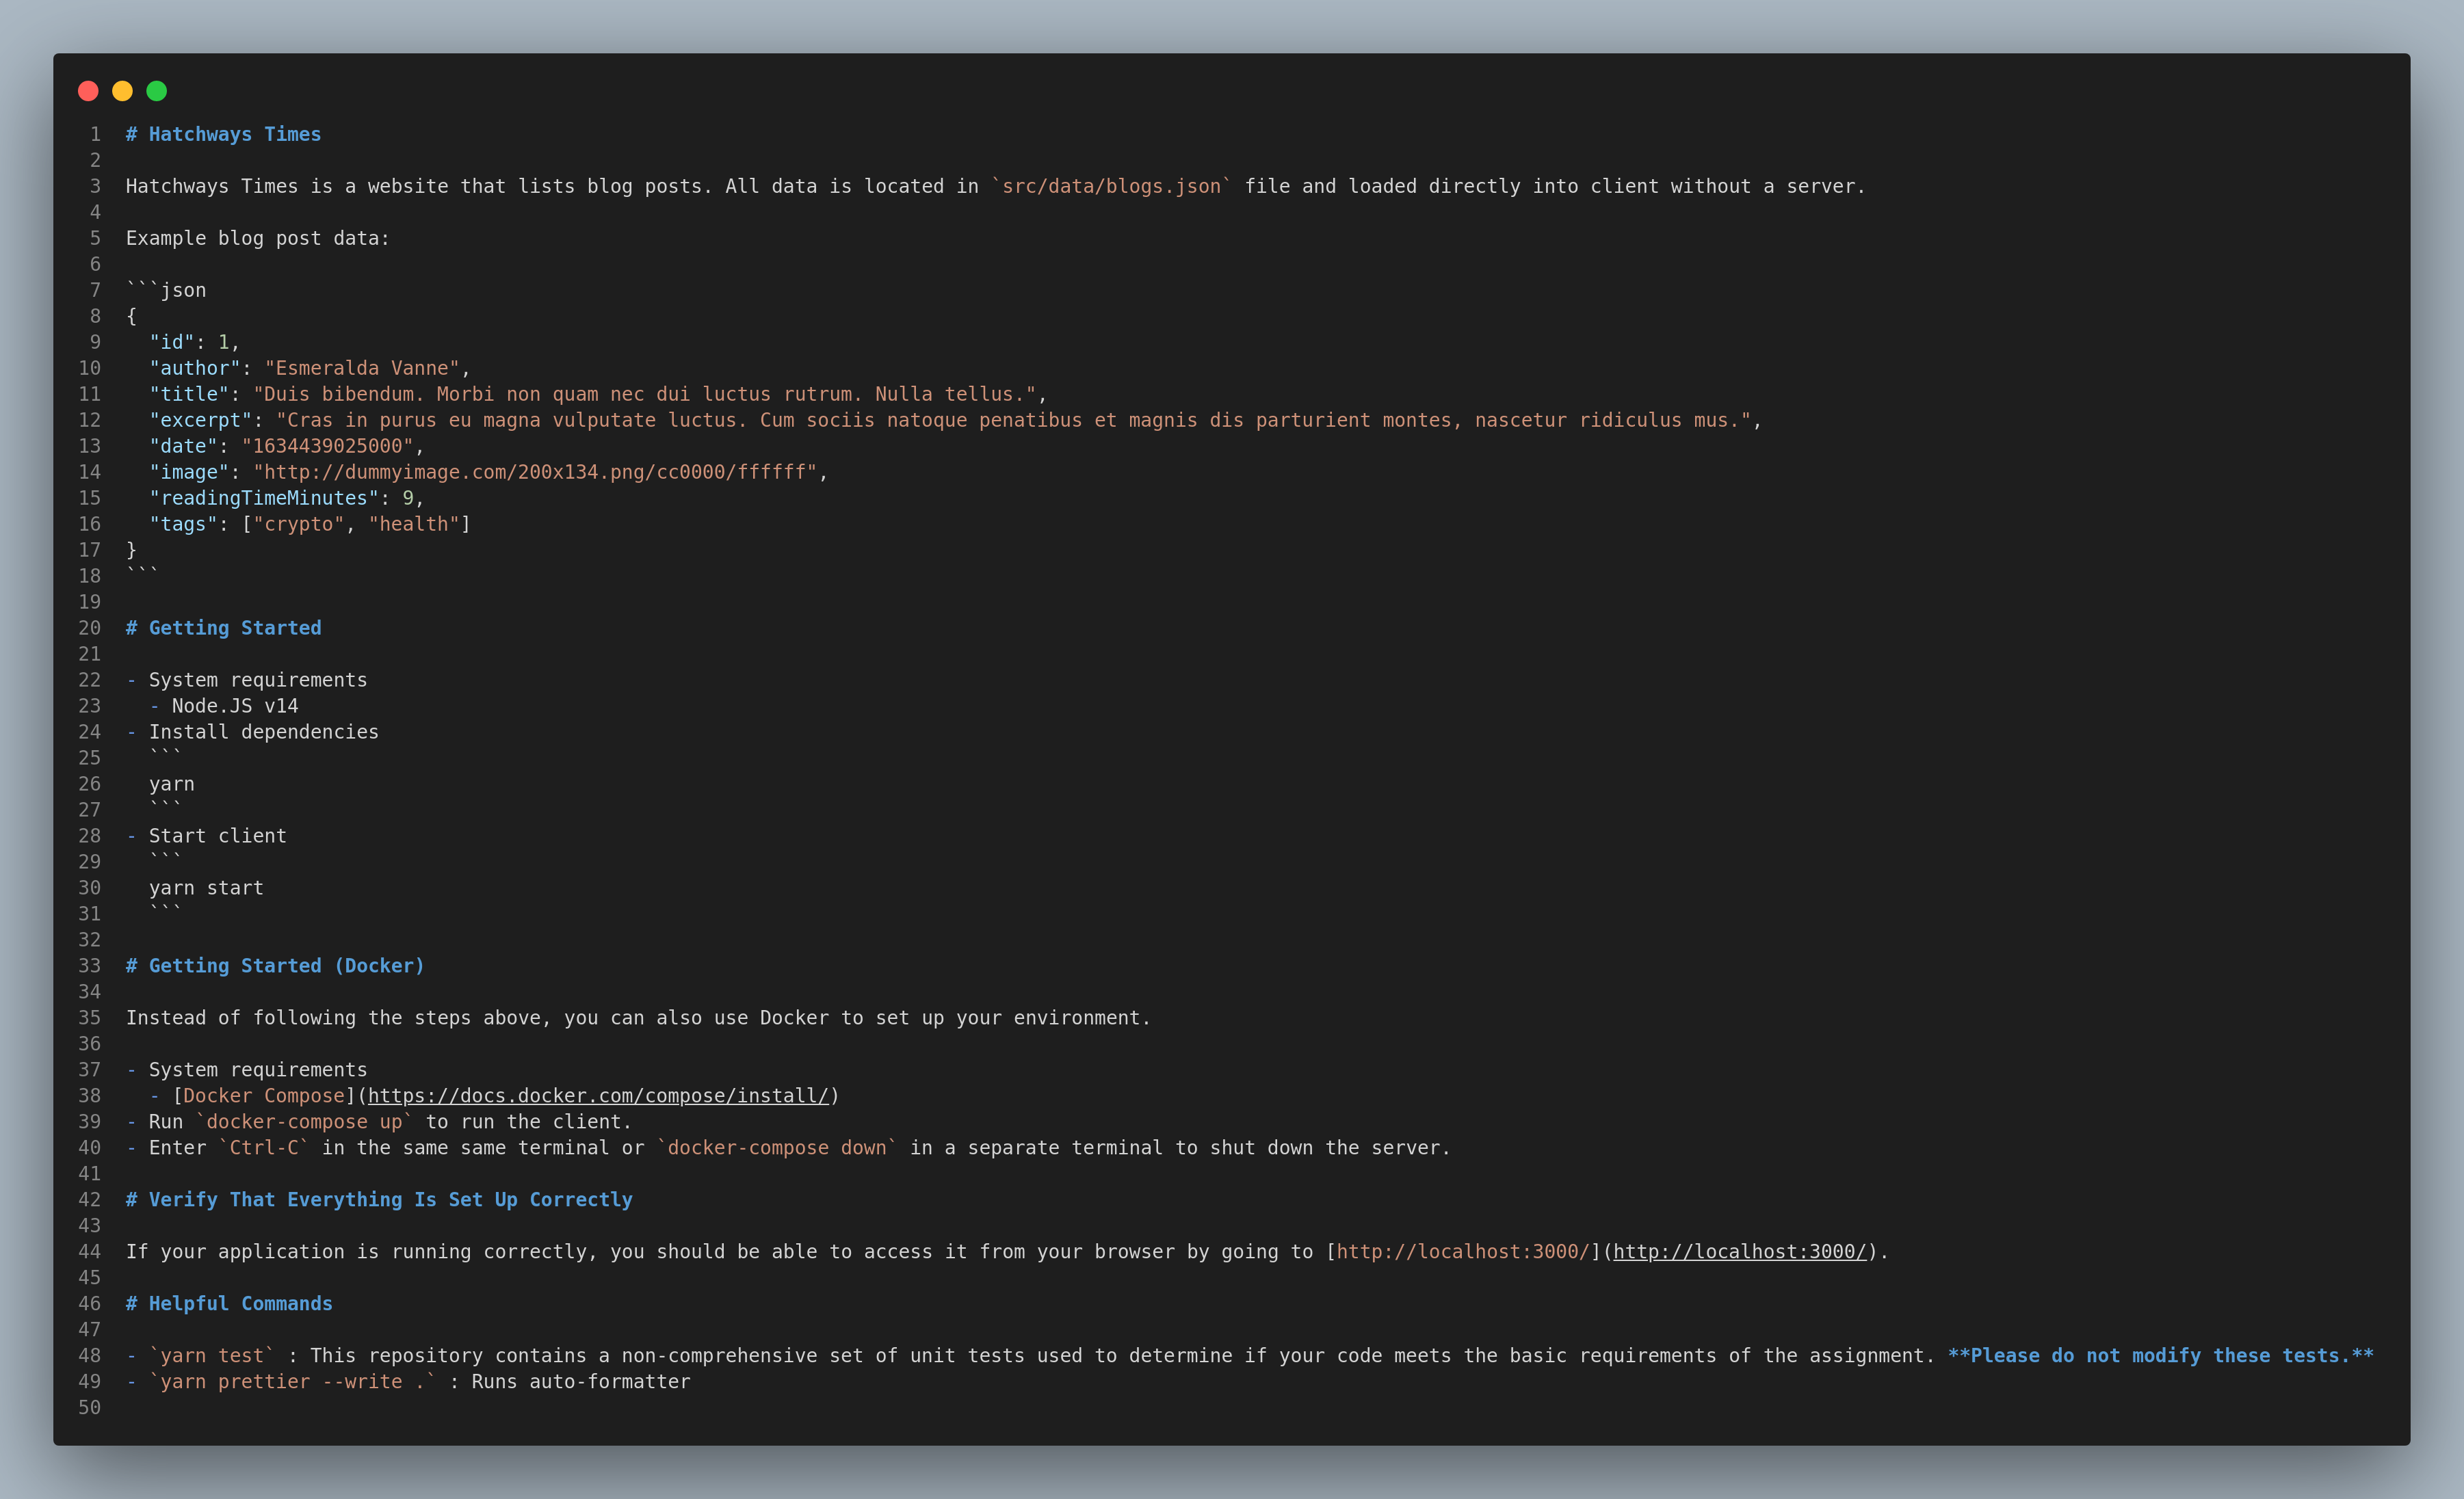 1 # Hatchways Times
2
3 Hatchways Times is a website that lists blog posts. All data is located in `src/data/blogs.json` file and loaded directly into client without a server.
4
5 Example blog post data:
6
7 ```json
8 {
9   "id": 1,
10   "author": "Esmeralda Vanne",
11   "title": "Duis bibendum. Morbi non quam nec dui luctus rutrum. Nulla tellus.",
12   "excerpt": "Cras in purus eu magna vulputate luctus. Cum sociis natoque penatibus et magnis dis parturient montes, nascetur ridiculus mus.",
13   "date": "1634439025000",
14   "image": "http://dummyimage.com/200x134.png/cc0000/ffffff",
15   "readingTimeMinutes": 9,
16   "tags": ["crypto", "health"]
17 }
18 ```
19
20 # Getting Started
21
22 - System requirements
23   - Node.JS v14
24 - Install dependencies
25   ```
26   yarn
27   ```
28 - Start client
29   ```
30   yarn start
31   ```
32
33 # Getting Started (Docker)
34
35 Instead of following the steps above, you can also use Docker to set up your environment.
36
37 - System requirements
38   - [Docker Compose](https://docs.docker.com/compose/install/)
39 - Run `docker-compose up` to run the client.
40 - Enter `Ctrl-C` in the same same terminal or `docker-compose down` in a separate terminal to shut down the server.
41
42 # Verify That Everything Is Set Up Correctly
43
44 If your application is running correctly, you should be able to access it from your browser by going to [http://localhost:3000/](http://localhost:3000/).
45
46 # Helpful Commands
47
48 - `yarn test` : This repository contains a non-comprehensive set of unit tests used to determine if your code meets the basic requirements of the assignment. **Please do not modify these tests.**
49 - `yarn prettier --write .` : Runs auto-formatter
50